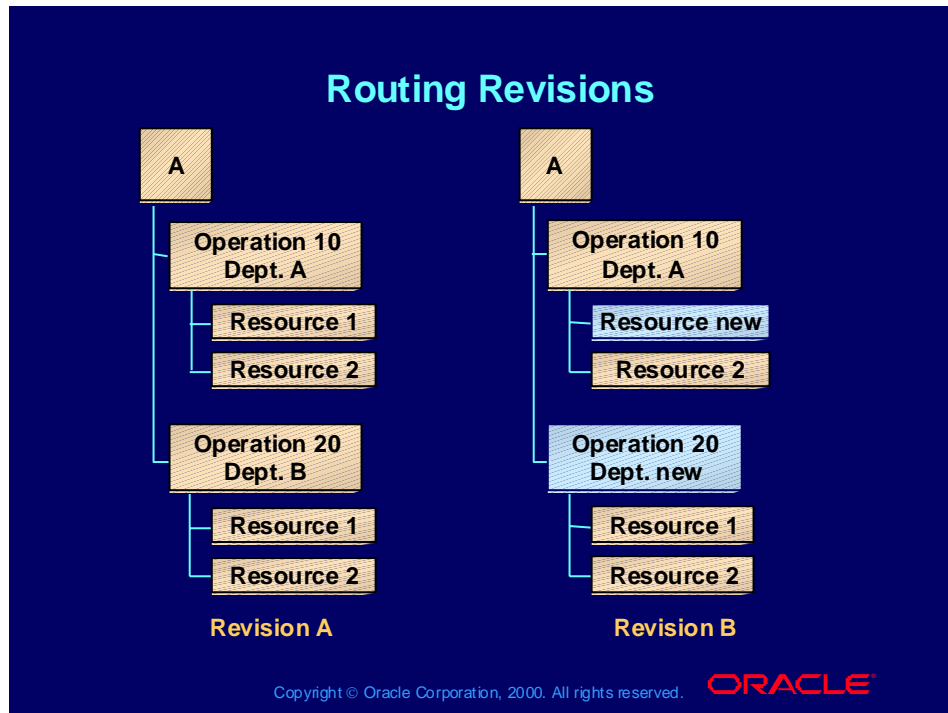 Routing Revisions
A
Operation 10
Dept. A
Resource 1
Resource 2
Operation 20
Dept. B
Resource 1
Resource 2
Revision A
A
Operation 10
Dept. A
Resource new
Resource 2
Operation 20
Dept. new
Resource 1
Resource 2
Revision B
Copyright © Oracle Corporation, 2000. All rights reserved.
ORACLE®